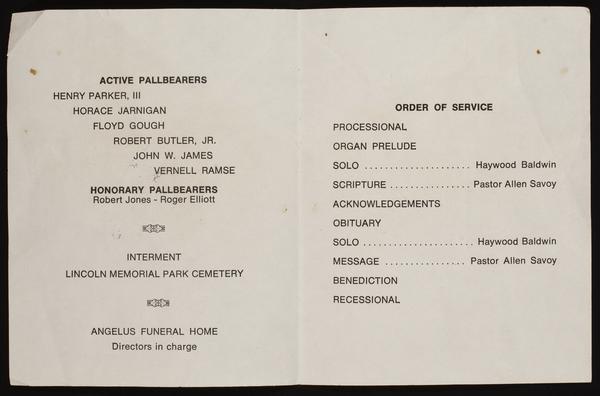 ACTIVE PALLBEARERS
HENRY PARKER, III
HORACE JARNIGAN
FLOYD GOUGH
ROBERT BUTLER, JR.
JOHN W. JAMES
VERNELL RAMSE
HONORARY PALLBEARERS
Robert Jones - Roger Elliott
INTERMENT
LINCOLN MEMORIAL PARK CEMETERY
ANGELUS FUNERAL HOME
Directors in charge
ORDER OF SERVICE
PROCESSIONAL
ORGAN PRELUDE
SOLO .................... Haywood Baldwin
SCRIPTURE ............... Pastor Allen Savoy
ACKNOWLEDGEMENTS
OBITUARY
SOLO ..................... Haywood Baldwin
MESSAGE ............... Pastor Allen Savoy
BENEDICTION
RECESSIONAL